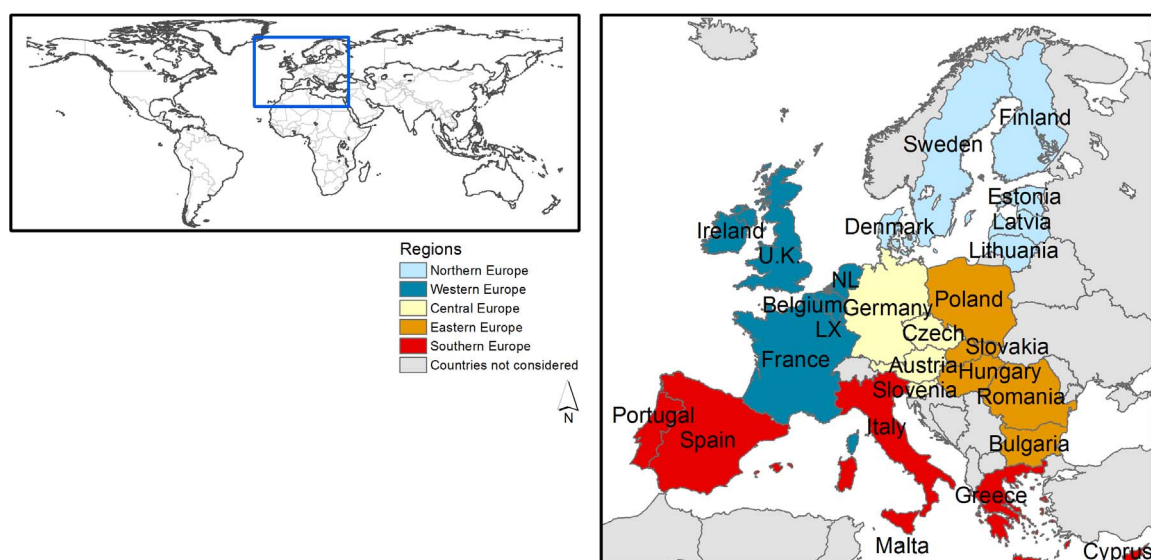 Regions
Northern Europe
Western Europe
Central Europe
Eastern Europe
Southern Europe
Countries not considered
N
Finland
Sweden
Estonia
Latvia
Lithuania
Denmark
Ireland
U.K.
NL
Belgium
Germany
Poland
LX
Czech
Slovakia
France
Austria
Hungary
Slovenia
Romania
Portugal
Spain
Italy
Bulgaria
Greece
Malta
Cyprus